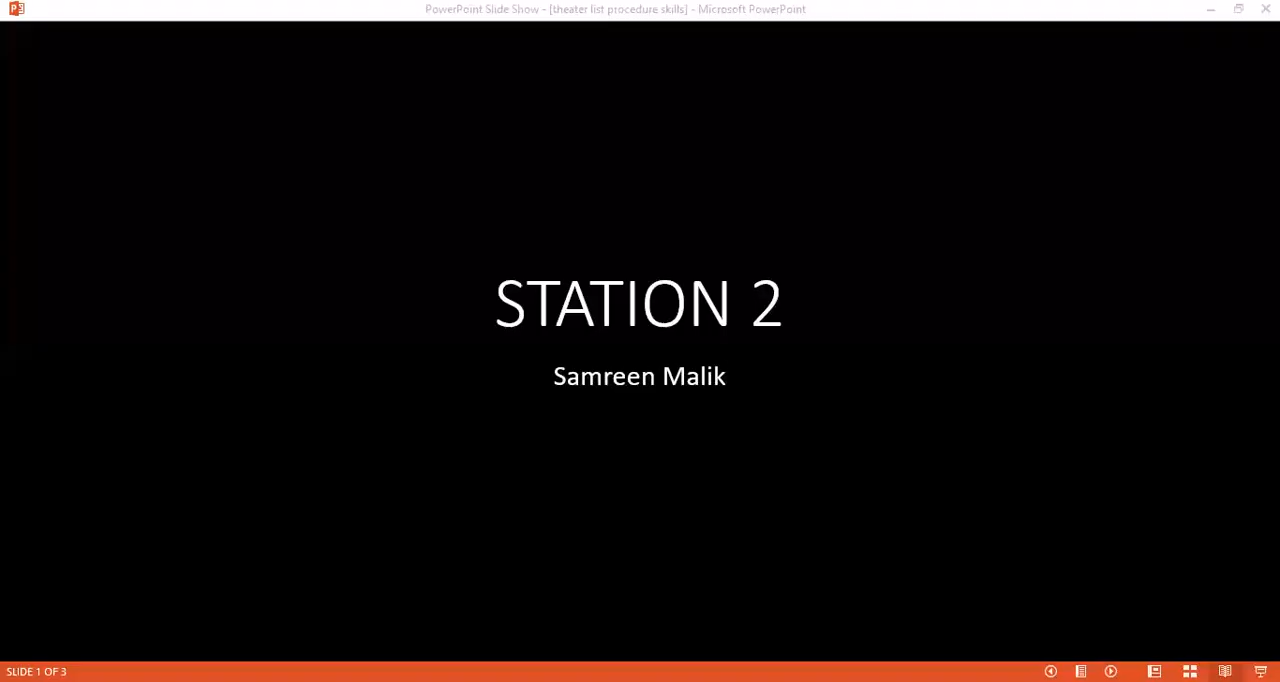 PowerPoint Slide Show - [theater list procedure skills] - Microsoft PowerPoint
STATION 2
Samreen Malik
SLIDE 1 OF 3